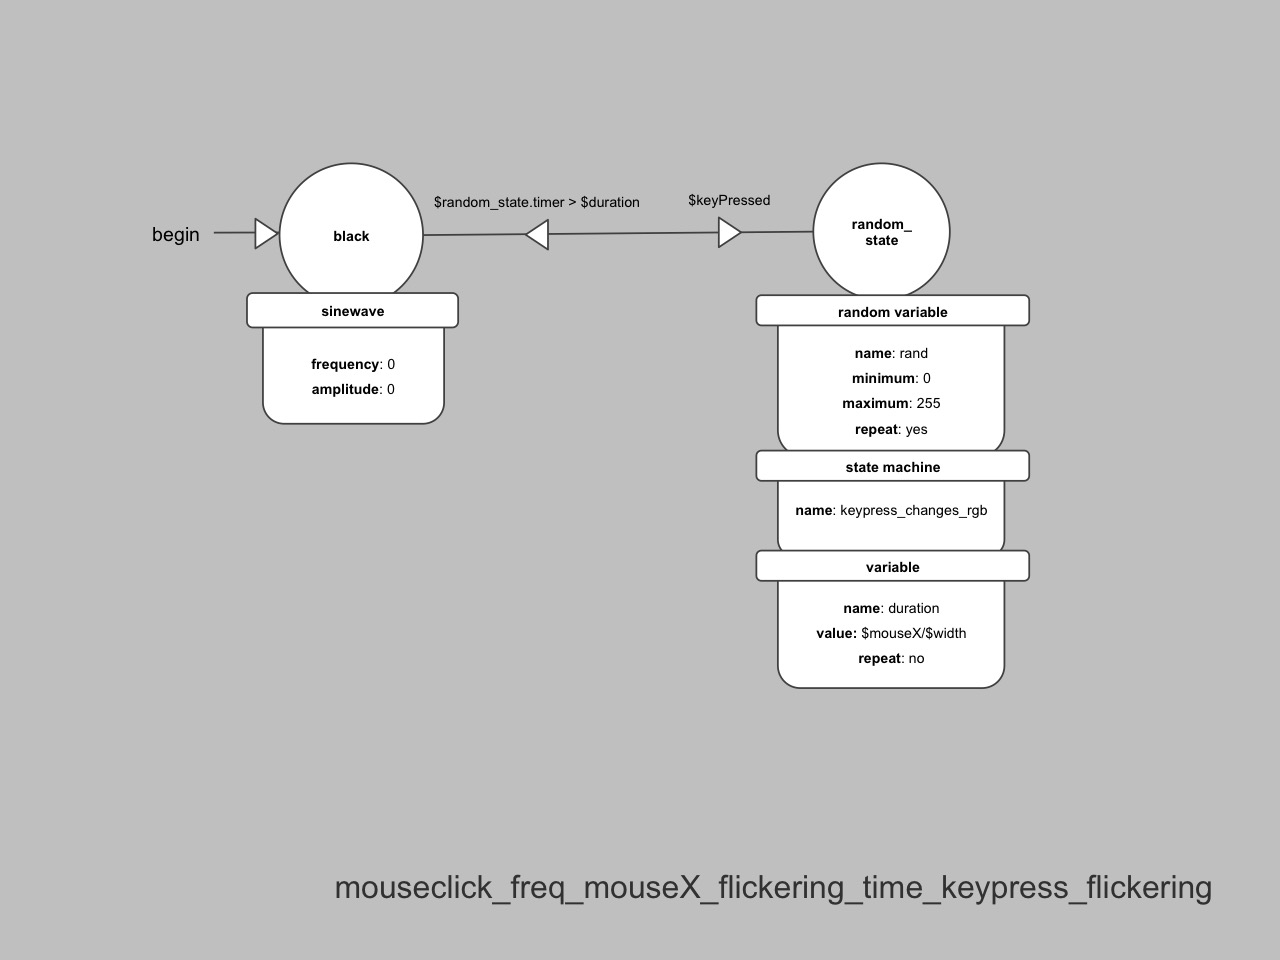 begin
black
$random_state.timer > $duration
$keyPressed
random_
state
sinewave
frequency: 0
amplitude: 0
random variable
name: rand
minimum: 0
maximum: 255
repeat: yes
state machine
name: keypress_changes_rgb
variable
name: duration
value: $mouseX/$width
repeat: no
mouseclick_freq_mouseX_flickering_time_keypress_flickering